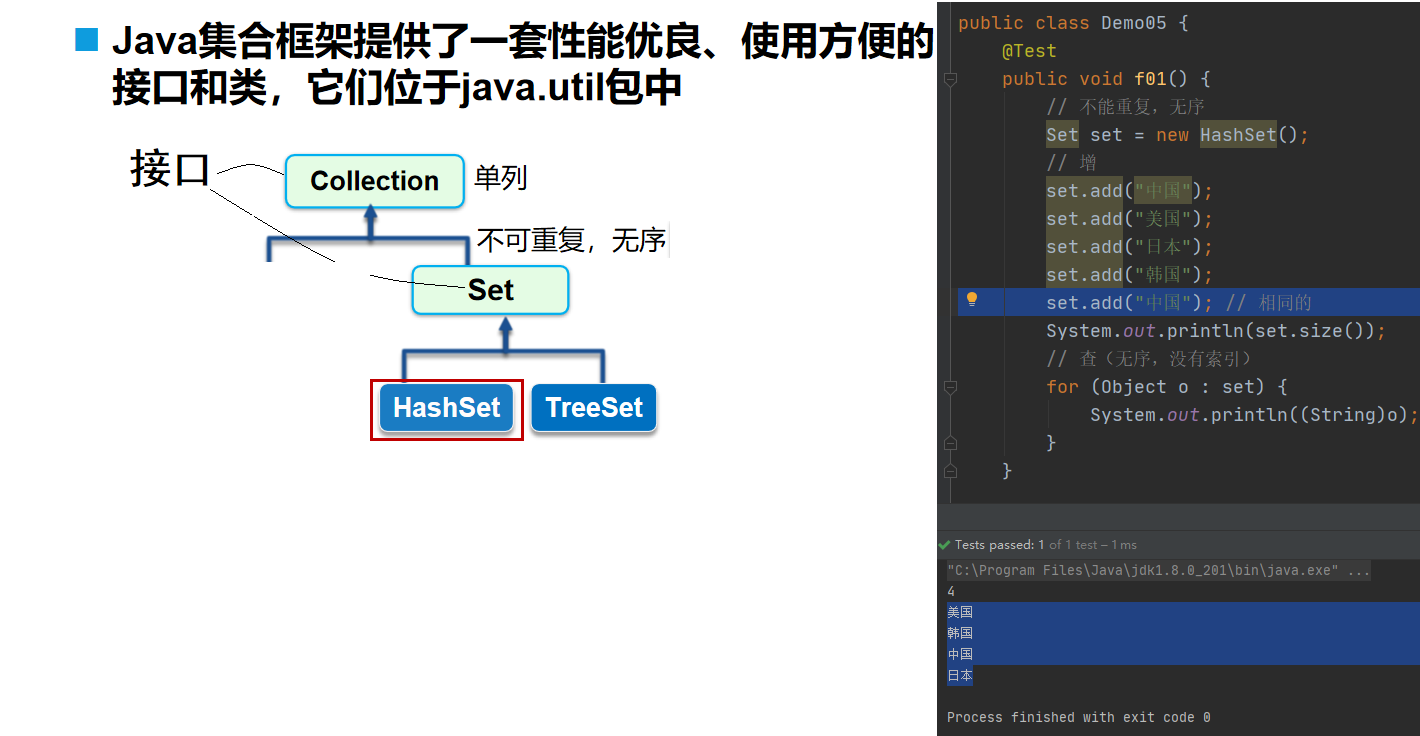 Java集合框架提供了一套性能优良、使用方便的
接口和类，它们位于java.util包中
接口
Collection
单列
不可重复，无序
Set
HashSet
TreeSet
public class Demo05 {
@Test
public void f01() {
// 不能重复，无序
Set set = new HashSet();
// 增
set.add("中国");
set.add("美国");
set.add("日本");
set.add("韩国");
set.add("中国"); // 相同的
System.out.println(set.size());
// 查（无序，没有索引）
for (Object o : set) {
System.out.println((String)o);
}
}
Tests passed: 1 of 1 test – 1 ms
"C:\Program Files\Java\jdk1.8.0_201\bin\java.exe" ...
4
美国
韩国
中国
日本
Process finished with exit code 0